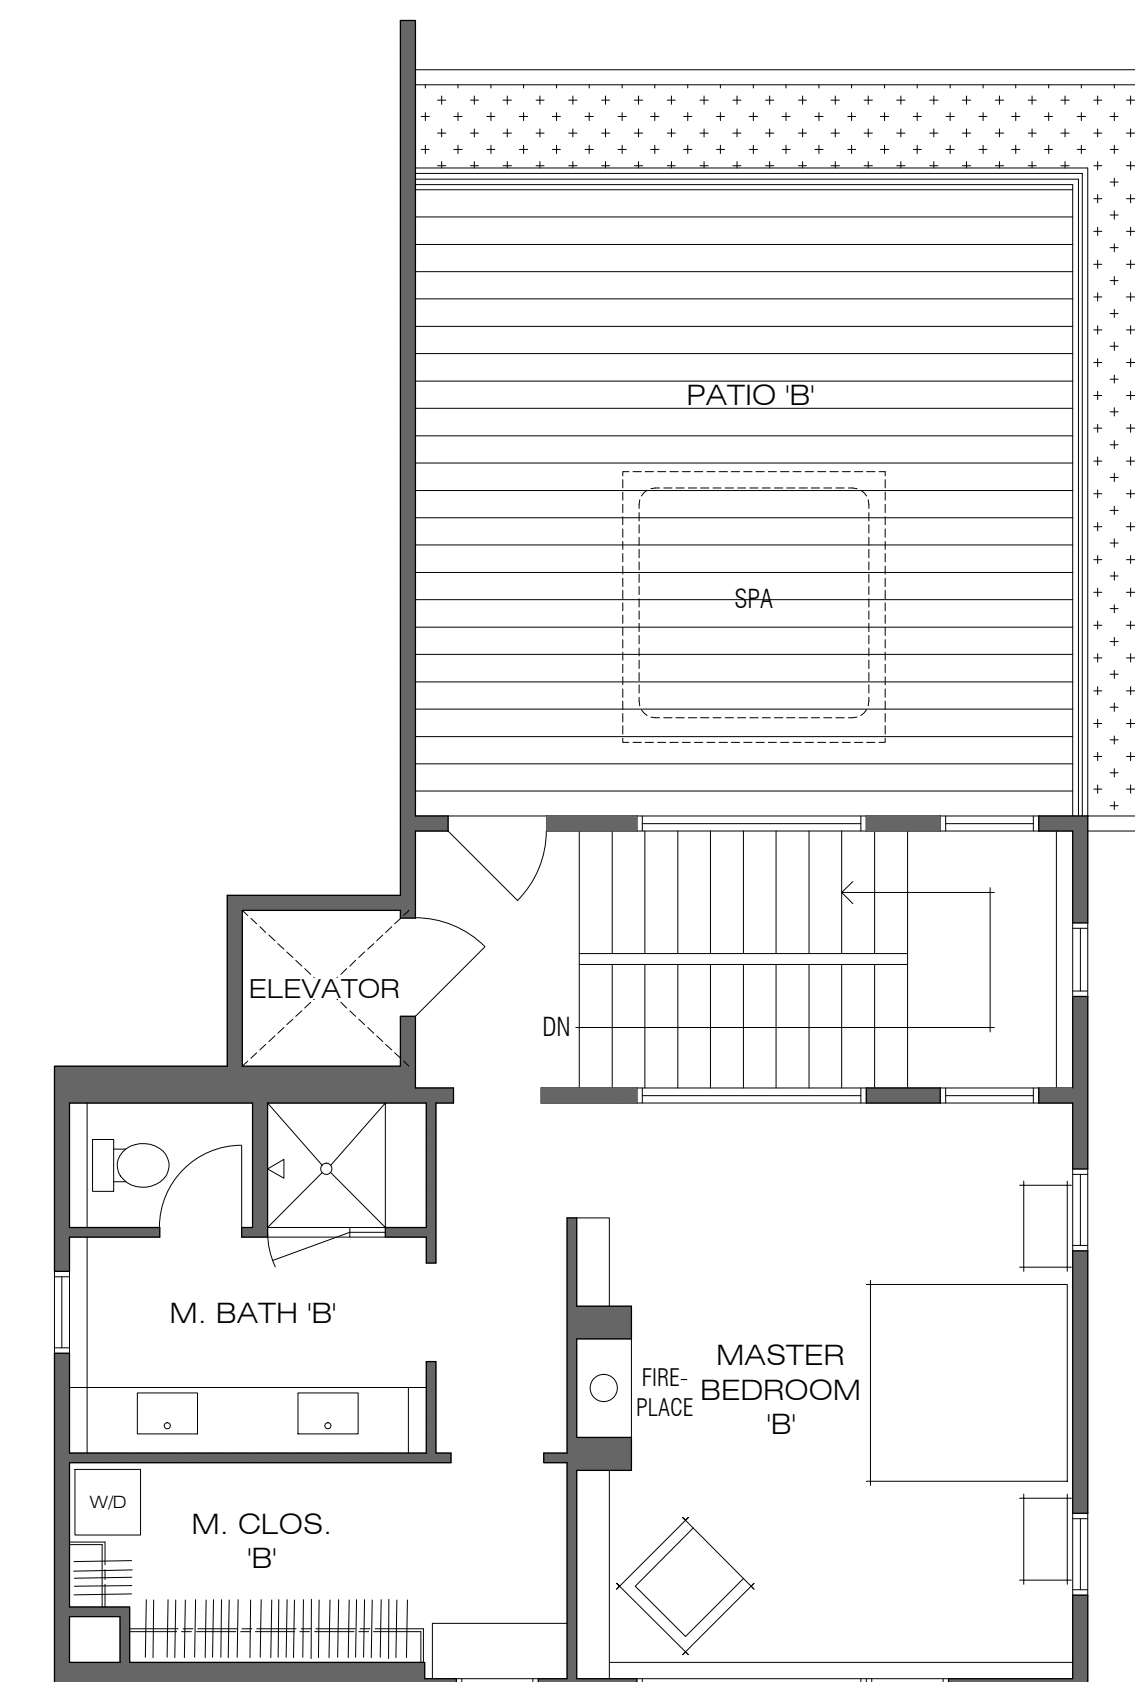 PATIO 'B'
SPA
ELEVATOR
DN
M. BATH 'B'
FIRE-
PLACE
MASTER
BEDROOM
'B'
W/D
M. CLOS.
'B'